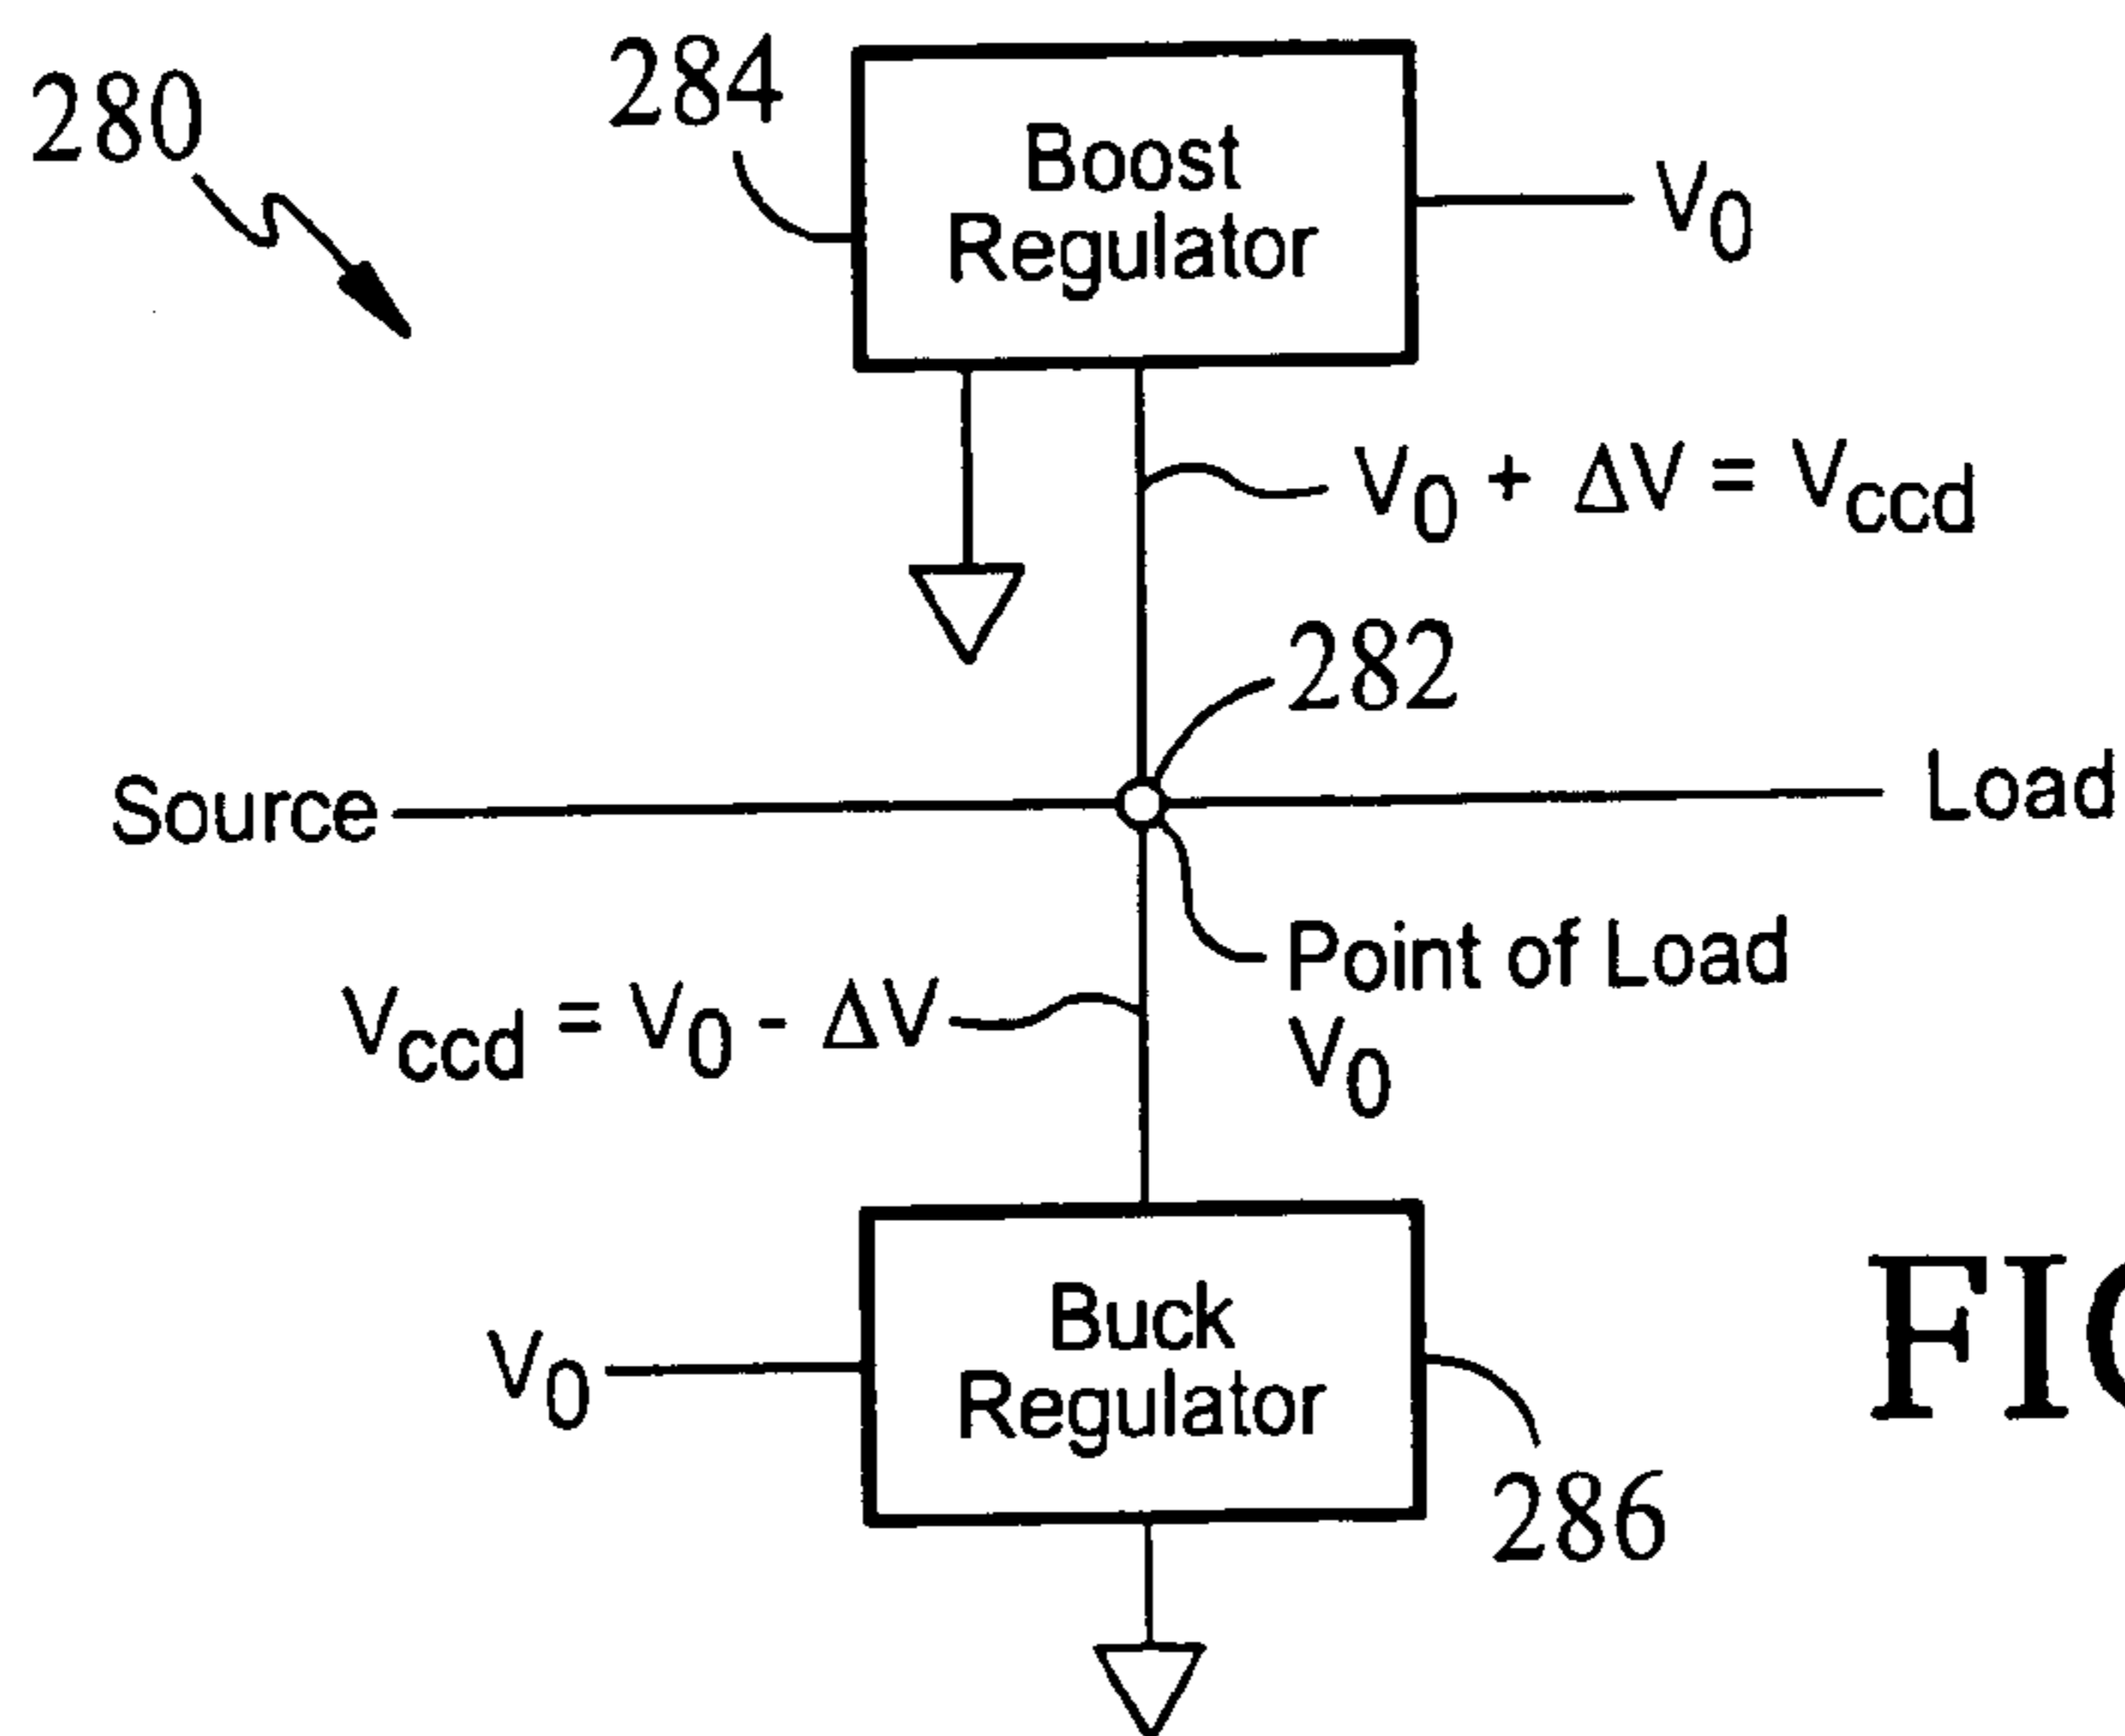 280
284
Boost
Regulator
V₀
V₀ + ΔV = Vccd
282
Source
Load
Point of Load
V₀
Vccd = V₀ - ΔV
V₀
Buck
Regulator
286